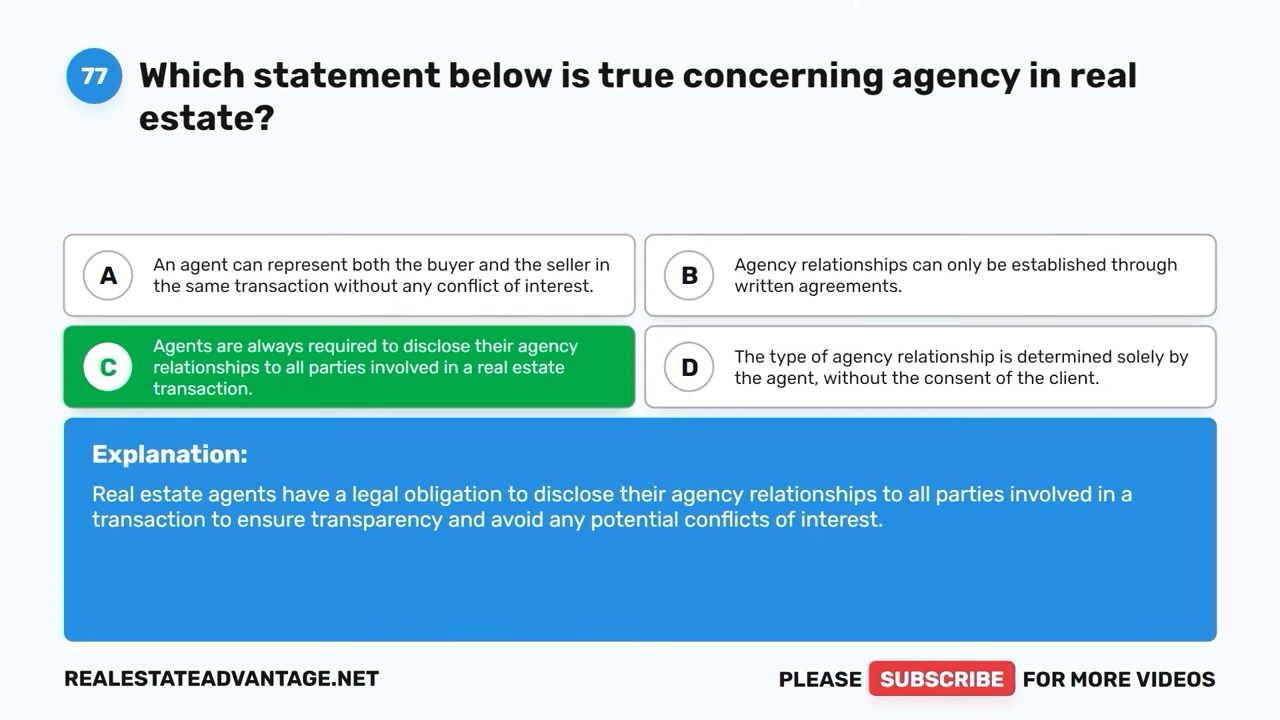 77
Which statement below is true concerning agency in real
estate?
A
An agent can represent both the buyer and the seller in
the same transaction without any conflict of interest.
B
Agency relationships can only be established through
written agreements.
C
Agents are always required to disclose their agency
relationships to all parties involved in a real estate
transaction.
D
The type of agency relationship is determined solely by
the agent, without the consent of the client.
Explanation:
Real estate agents have a legal obligation to disclose their agency relationships to all parties involved in a
transaction to ensure transparency and avoid any potential conflicts of interest.
REALESTATEADVANTAGE.NET
PLEASE SUBSCRIBE FOR MORE VIDEOS